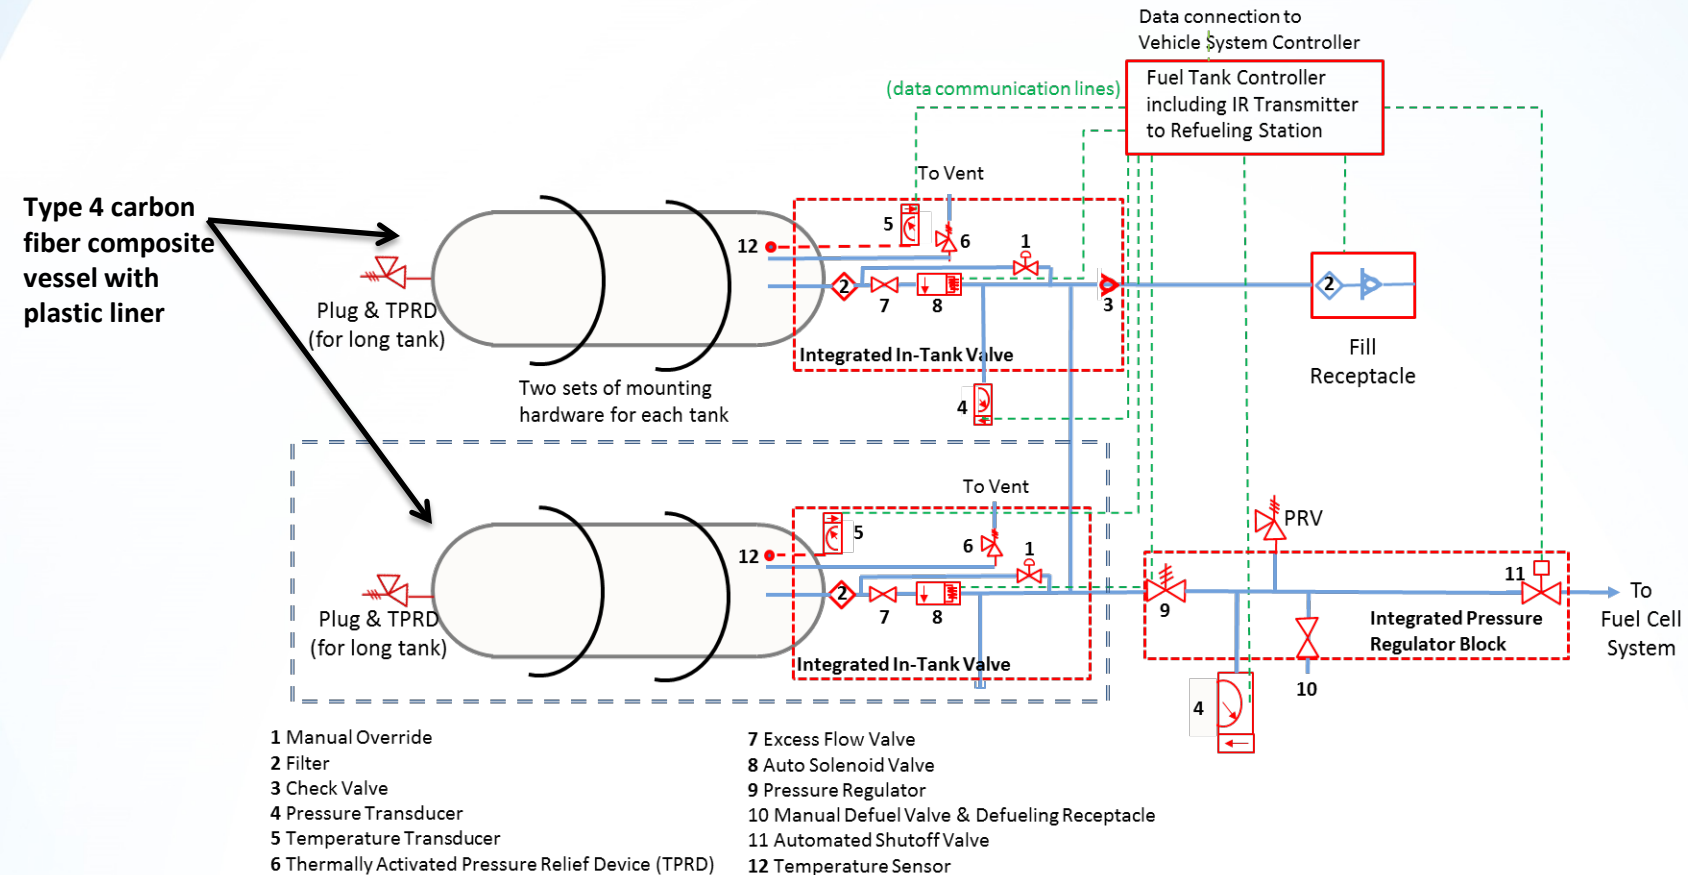 Data connection to
Vehicle System Controller
Fuel Tank Controller
including IR Transmitter
to Refueling Station
(data communication lines)
To Vent
Type 4 carbon
fiber composite
vessel with
plastic liner
5
6
1
12
2
7
8
3
2
Plug & TPRD
(for long tank)
Integrated In-Tank Valve
Fill
Receptacle
Two sets of mounting
hardware for each tank
4
To Vent
PRV
5
6
1
12
2
7
8
11
9
To
Fuel Cell
System
Integrated Pressure
Regulator Block
Plug & TPRD
(for long tank)
Integrated In-Tank Valve
10
4
1 Manual Override
2 Filter
3 Check Valve
4 Pressure Transducer
5 Temperature Transducer
6 Thermally Activated Pressure Relief Device (TPRD)
7 Excess Flow Valve
8 Auto Solenoid Valve
9 Pressure Regulator
10 Manual Defuel Valve & Defueling Receptacle
11 Automated Shutoff Valve
12 Temperature Sensor